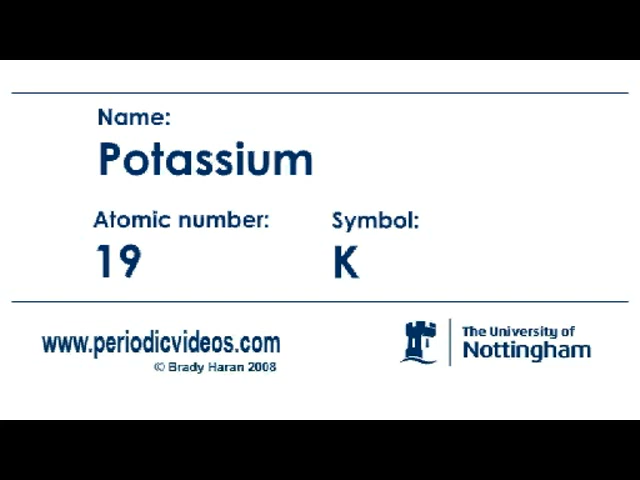 Name:
Potassium
Atomic number: Symbol:
19 K
www.periodicvideos.com
© Brady Haran 2008
The University of
Nottingham